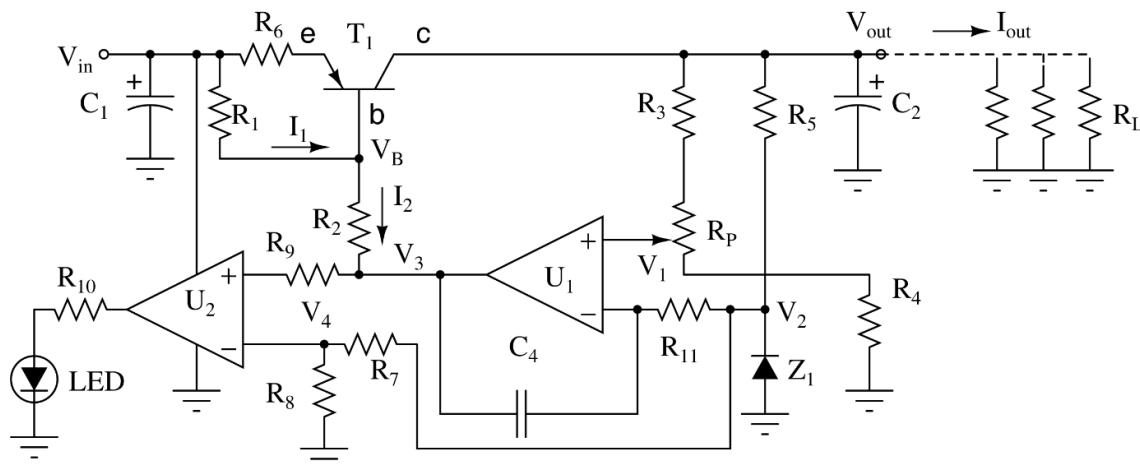 V_in
R_6
e
T_1
c
V_out
I_out
+
C_1
R_1
I_1
b
V_B
R_3
R_5
+
C_2
R_L
R_2
I_2
R_9
V_3
+
U_1
−
V_1
R_P
R_10
U_2
+
−
V_4
R_11
V_2
R_4
LED
R_8
R_7
C_4
Z_1